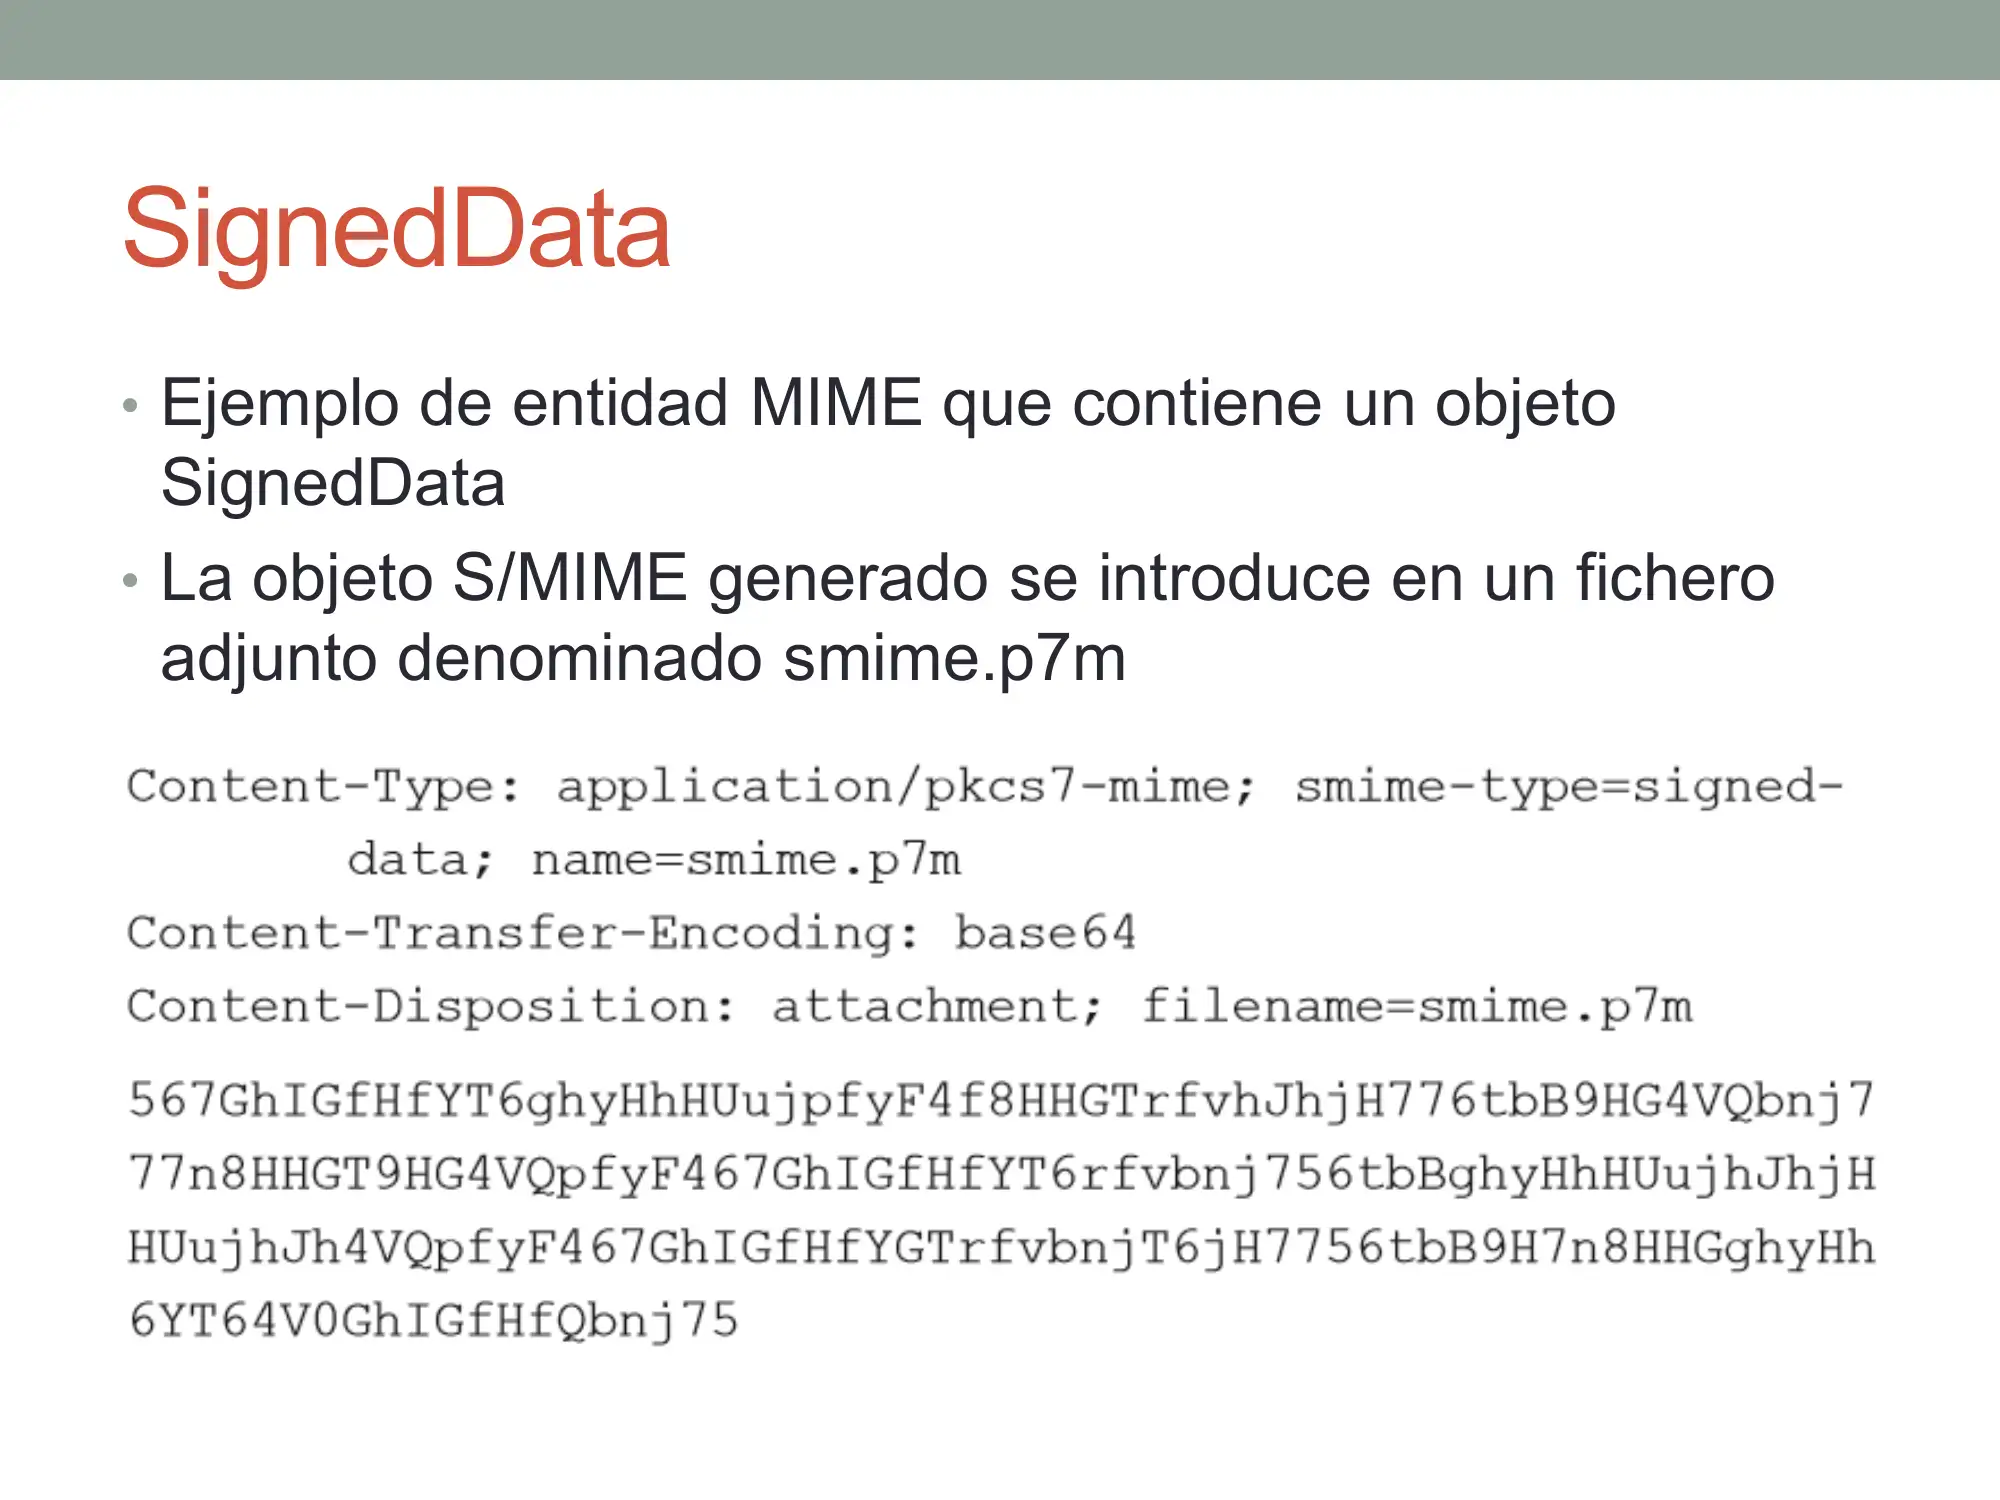 SignedData
• Ejemplo de entidad MIME que contiene un objeto
SignedData
• La objeto S/MIME generado se introduce en un fichero
adjunto denominado smime.p7m
Content-Type: application/pkcs7-mime; smime-type=signed-
data; name=smime.p7m
Content-Transfer-Encoding: base64
Content-Disposition: attachment; filename=smime.p7m
567GhIGfHfYT6ghyHhHUujpfyF4f8HHGTrfvhJhjH776tbB9HG4VQbnj7
77n8HHGT9HG4VQpfyF467GhIGfHfYT6rfvbnj756tbBghyHhHUujhJhjH
HUujhJh4VQpfyF467GhIGfHfYGTrfvbnjT6jH7756tbB9H7n8HHGghyHh
6YT64V0GhIGfHfQbnj75